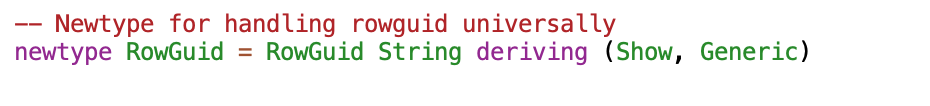 -- Newtype for handling rowguid universally
newtype RowGuid = RowGuid String deriving (Show, Generic)